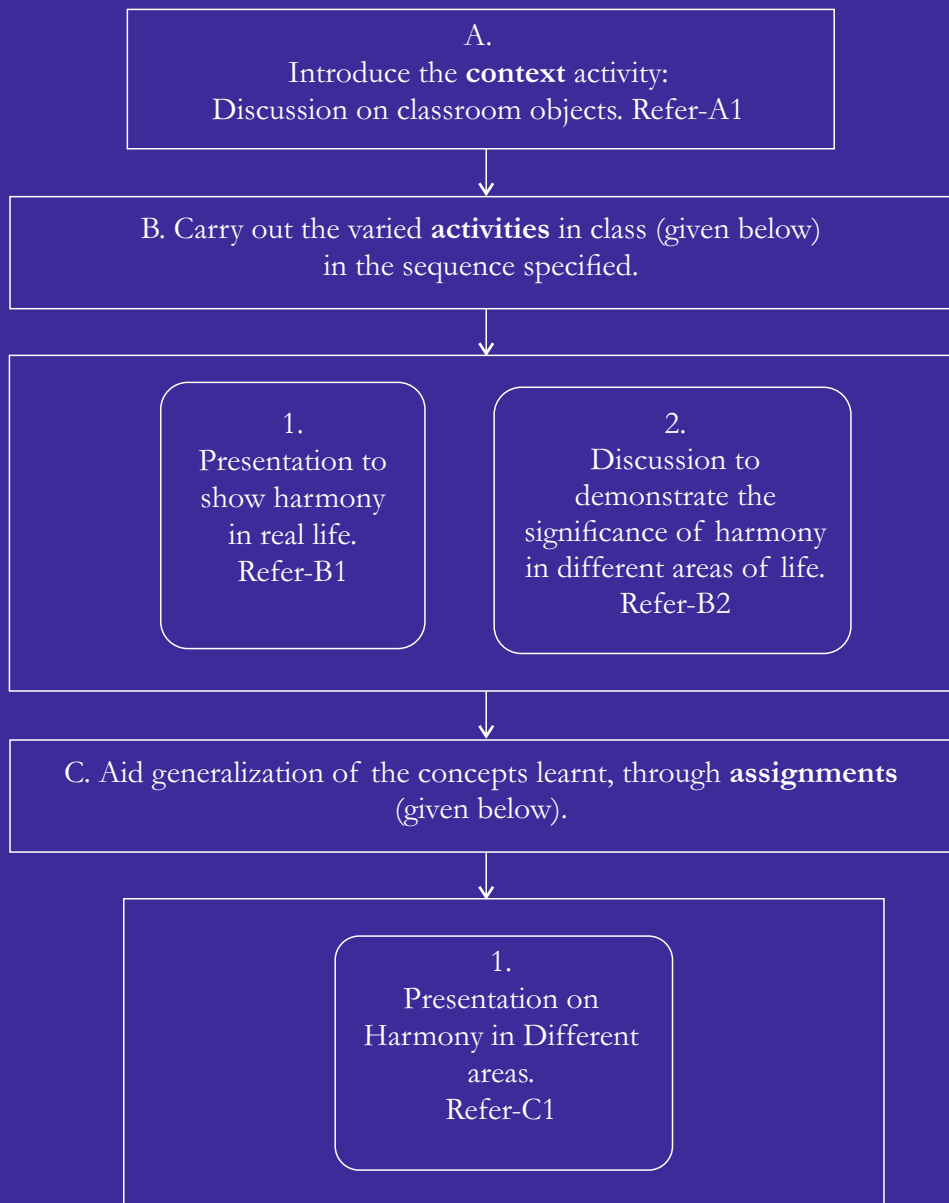 A.
Introduce the context activity:
Discussion on classroom objects. Refer-A1
B. Carry out the varied activities in class (given below)
in the sequence specified.
1.
Presentation to
show harmony
in real life.
Refer-B1
2.
Discussion to
demonstrate the
significance of harmony
in different areas of life.
Refer-B2
C. Aid generalization of the concepts learnt, through assignments
(given below).
1.
Presentation on
Harmony in Different
areas.
Refer-C1